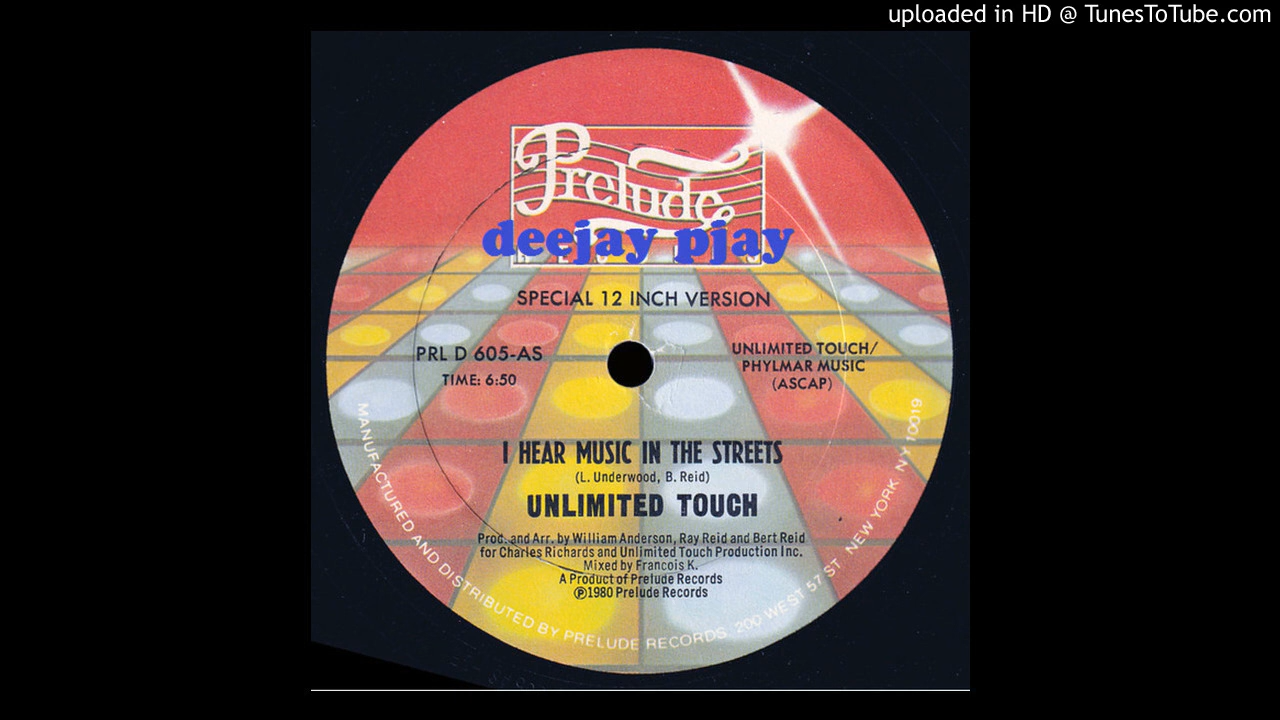 uploaded in HD @ TunesToTube.com
Prelude
deejay pjay
SPECIAL 12 INCH VERSION
PRL D 605-AS
TIME: 6:50
UNLIMITED TOUCH/
PHYLMAR MUSIC
(ASCAP)
I HEAR MUSIC IN THE STREETS
(L. Underwood, B. Reid)
UNLIMITED TOUCH
Prod. and Arr. by William Anderson, Ray Reid and Bert Reid
for Charles Richards and Unlimited Touch Production Inc.
Mixed by Francois K.
A Product of Prelude Records
℗1980 Prelude Records
MANUFACTURED AND DISTRIBUTED BY PRELUDE RECORDS 200 WEST 57 ST NEW YORK NY 10019